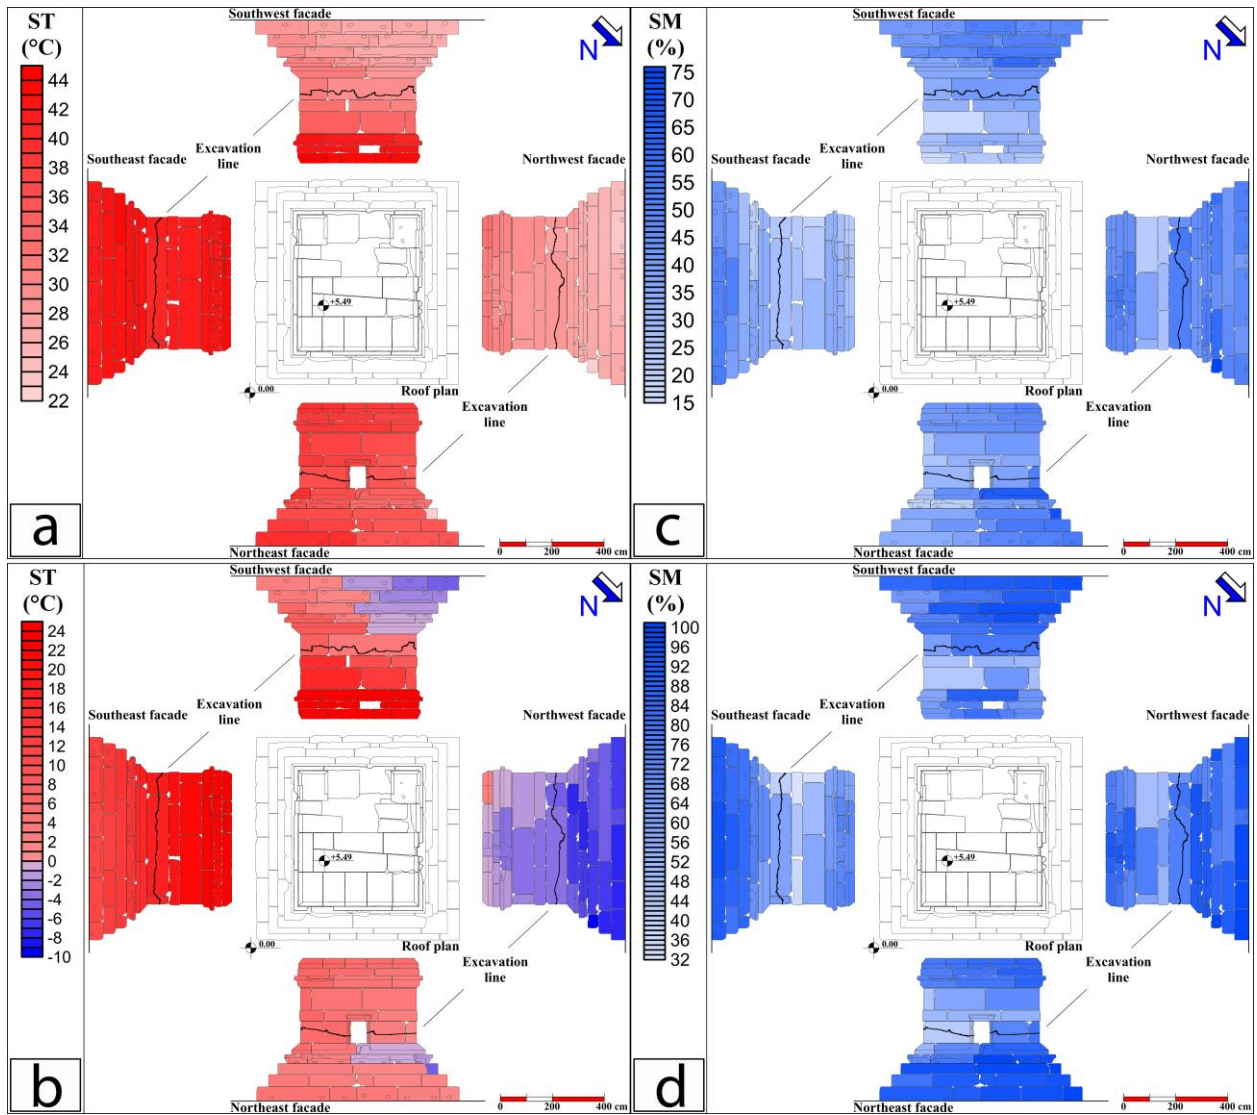 ST
(°C)
44
42
40
38
36
34
32
30
28
26
24
22
Southwest facade
N
Southeast facade
Excavation
line
Northwest facade
+5.49
0.00
Roof plan
Excavation
line
Northeast facade
0 200 400 cm
a
SM
(%)
75
70
65
60
55
50
45
40
35
30
25
20
15
Southwest facade
N
Southeast facade
Excavation
line
Northwest facade
+5.49
0.00
Roof plan
Excavation
line
Northeast facade
0 200 400 cm
c
ST
(°C)
24
22
20
18
16
14
12
10
8
6
4
2
0
-2
-4
-6
-8
-10
Southwest facade
N
Southeast facade
Excavation
line
Northwest facade
+5.49
0.00
Roof plan
Excavation
line
Northeast facade
0 200 400 cm
b
SM
(%)
100
96
92
88
84
80
76
72
68
64
60
56
52
48
44
40
36
32
Southwest facade
N
Southeast facade
Excavation
line
Northwest facade
+5.49
0.00
Roof plan
Excavation
line
Northeast facade
0 200 400 cm
d